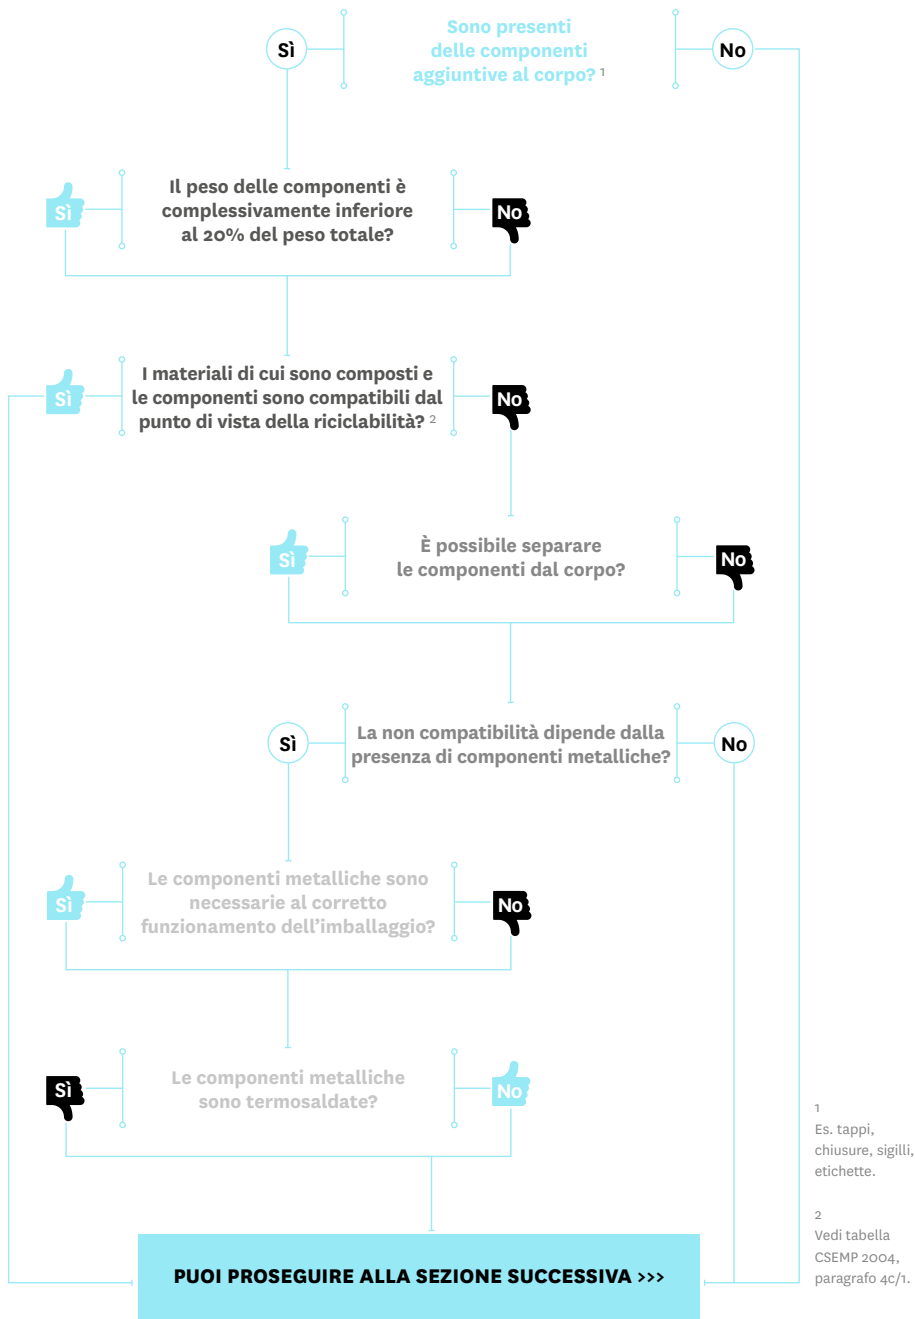 Sono presenti
delle componenti
aggiuntive al corpo? 1
Sì
No
Il peso delle componenti è
complessivamente inferiore
al 20% del peso totale?
Sì
No
I materiali di cui sono composti e
le componenti sono compatibili dal
punto di vista della riciclabilità? 2
Sì
No
È possibile separare
le componenti dal corpo?
Sì
No
La non compatibilità dipende dalla
presenza di componenti metalliche?
Sì
No
Le componenti metalliche sono
necessarie al corretto
funzionamento dell’imballaggio?
Sì
No
Le componenti metalliche
sono termosaldate?
Sì
No
PUOI PROSEGUIRE ALLA SEZIONE SUCCESSIVA >>>
1
Es. tappi,
chiusure, sigilli,
etichette.
2
Vedi tabella
CSEMP 2004,
paragrafo 4c/1.